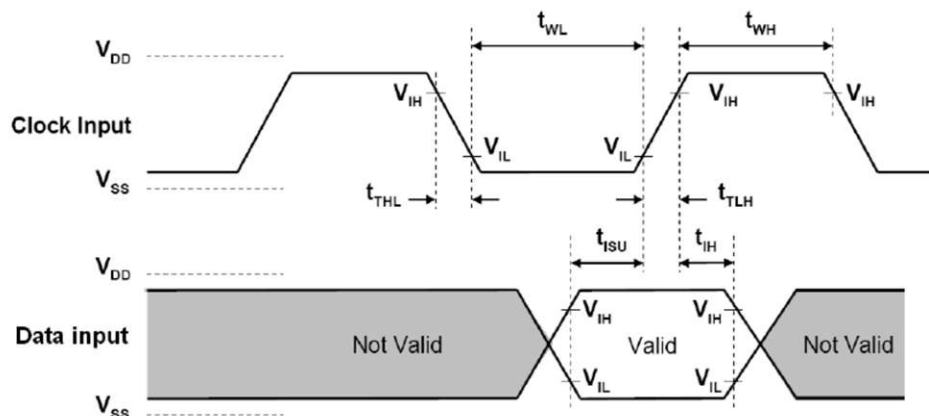 t_WL
t_WH
V_DD
V_IH
V_IH
V_IH
Clock Input
V_IL
V_IL
V_SS
t_THL
t_TLH
t_ISU
t_IH
V_DD
V_IH
V_IH
Data input
Not Valid
Valid
Not Valid
V_IL
V_IL
V_SS